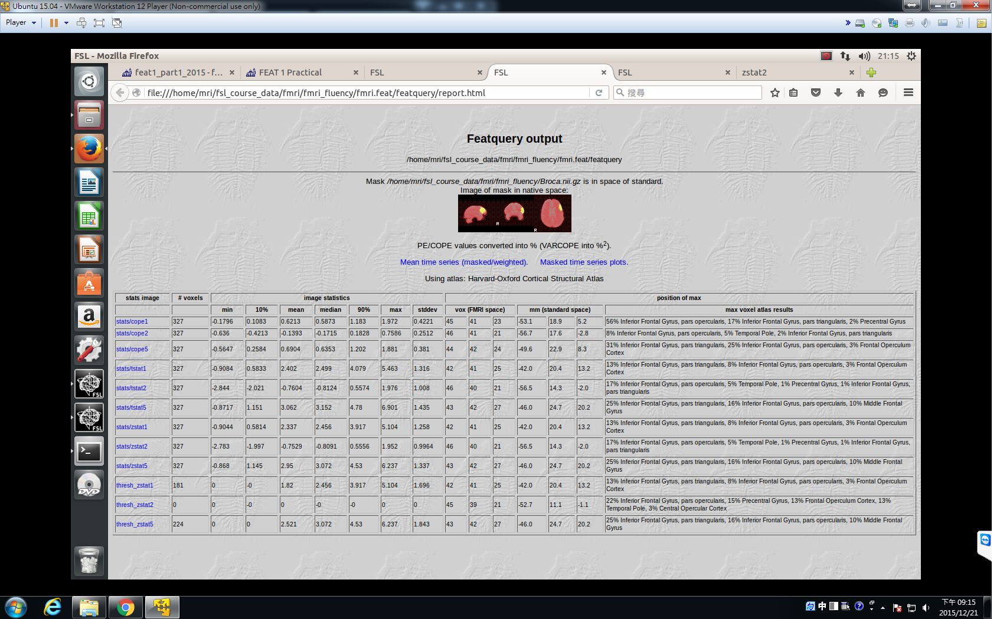 Ubuntu 15.04 - VMware Workstation 12 Player (Non-commercial use only)
Player
FSL - Mozilla Firefox
21:15
feat1_part1_2015 - f...
FEAT 1 Practical
FSL
FSL
FSL
zstat2
file:///home/mri/fsl_course_data/fmri/fmri_fluency/fmri.feat/featquery/report.html
搜尋
Featquery output
/home/mri/fsl_course_data/fmri/fmri_fluency/fmri.feat/featquery
Mask /home/mri/fsl_course_data/fmri/fmri_fluency/Broca.nii.gz is in space of standard.
Image of mask in native space:
R
R
PE/COPE values converted into % (VARCOPE into %2).
Mean time series (masked/weighted). Masked time series plots.
Using atlas: Harvard-Oxford Cortical Structural Atlas
stats image # voxels image statistics position of max
min 10% mean median 90% max stddev vox (FMRI space) mm (standard space) max voxel atlas results
stats/cope1 327 -0.1796 0.1083 0.6213 0.5873 1.183 1.972 0.4221 45 41 23 -53.1 18.9 5.2 56% Inferior Frontal Gyrus, pars opercularis, 17% Inferior Frontal Gyrus, pars triangularis, 2% Precentral Gyrus
stats/cope2 327 -0.636 -0.4213 -0.1393 -0.1715 0.1828 0.7586 0.2512 46 41 21 -56.7 17.6 -2.8 8% Inferior Frontal Gyrus, pars opercularis, 5% Temporal Pole, 2% Inferior Frontal Gyrus, pars triangularis
stats/cope5 327 -0.5647 0.2584 0.6904 0.6353 1.202 1.881 0.381 44 42 24 -49.6 22.9 8.3 31% Inferior Frontal Gyrus, pars triangularis, 25% Inferior Frontal Gyrus, pars opercularis, 3% Frontal Operculum
Cortex
stats/tstat1 327 -0.9084 0.5833 2.402 2.499 4.079 5.463 1.316 42 41 25 -42.0 20.4 13.2 13% Inferior Frontal Gyrus, pars triangularis, 8% Inferior Frontal Gyrus, pars opercularis, 3% Frontal Operculum
Cortex
stats/tstat2 327 -2.844 -2.021 -0.7604 -0.8124 0.5574 1.976 1.008 46 40 21 -56.5 14.3 -2.0 17% Inferior Frontal Gyrus, pars opercularis, 5% Temporal Pole, 1% Precentral Gyrus, 1% Inferior Frontal Gyrus,
pars triangularis
stats/tstat5 327 -0.8717 1.151 3.062 3.152 4.78 6.901 1.435 43 42 27 -46.0 24.7 20.2 25% Inferior Frontal Gyrus, pars triangularis, 16% Inferior Frontal Gyrus, pars opercularis, 10% Middle Frontal
Gyrus
stats/zstat1 327 -0.9044 0.5814 2.337 2.456 3.917 5.104 1.258 42 41 25 -42.0 20.4 13.2 13% Inferior Frontal Gyrus, pars triangularis, 8% Inferior Frontal Gyrus, pars opercularis, 3% Frontal Operculum
Cortex
stats/zstat2 327 -2.783 -1.997 -0.7529 -0.8091 0.5556 1.952 0.9964 46 40 21 -56.5 14.3 -2.0 17% Inferior Frontal Gyrus, pars opercularis, 5% Temporal Pole, 1% Precentral Gyrus, 1% Inferior Frontal Gyrus,
pars triangularis
stats/zstat5 327 -0.868 1.145 2.95 3.072 4.53 6.237 1.337 43 42 27 -46.0 24.7 20.2 25% Inferior Frontal Gyrus, pars triangularis, 16% Inferior Frontal Gyrus, pars opercularis, 10% Middle Frontal
Gyrus
thresh_zstat1 181 0 -0 1.82 2.456 3.917 5.104 1.696 42 41 25 -42.0 20.4 13.2 13% Inferior Frontal Gyrus, pars triangularis, 8% Inferior Frontal Gyrus, pars opercularis, 3% Frontal Operculum
Cortex
thresh_zstat2 0 0 -0 0 -0 -0 0 0 45 39 21 -52.7 11.1 -1.1 22% Inferior Frontal Gyrus, pars opercularis, 15% Precentral Gyrus, 13% Frontal Operculum Cortex, 13%
Temporal Pole, 3% Central Opercular Cortex
thresh_zstat5 224 0 0 2.521 3.072 4.53 6.237 1.843 43 42 27 -46.0 24.7 20.2 25% Inferior Frontal Gyrus, pars triangularis, 16% Inferior Frontal Gyrus, pars opercularis, 10% Middle Frontal
Gyrus
FSL
FSL
DVD
中
下午 09:15
2015/12/21